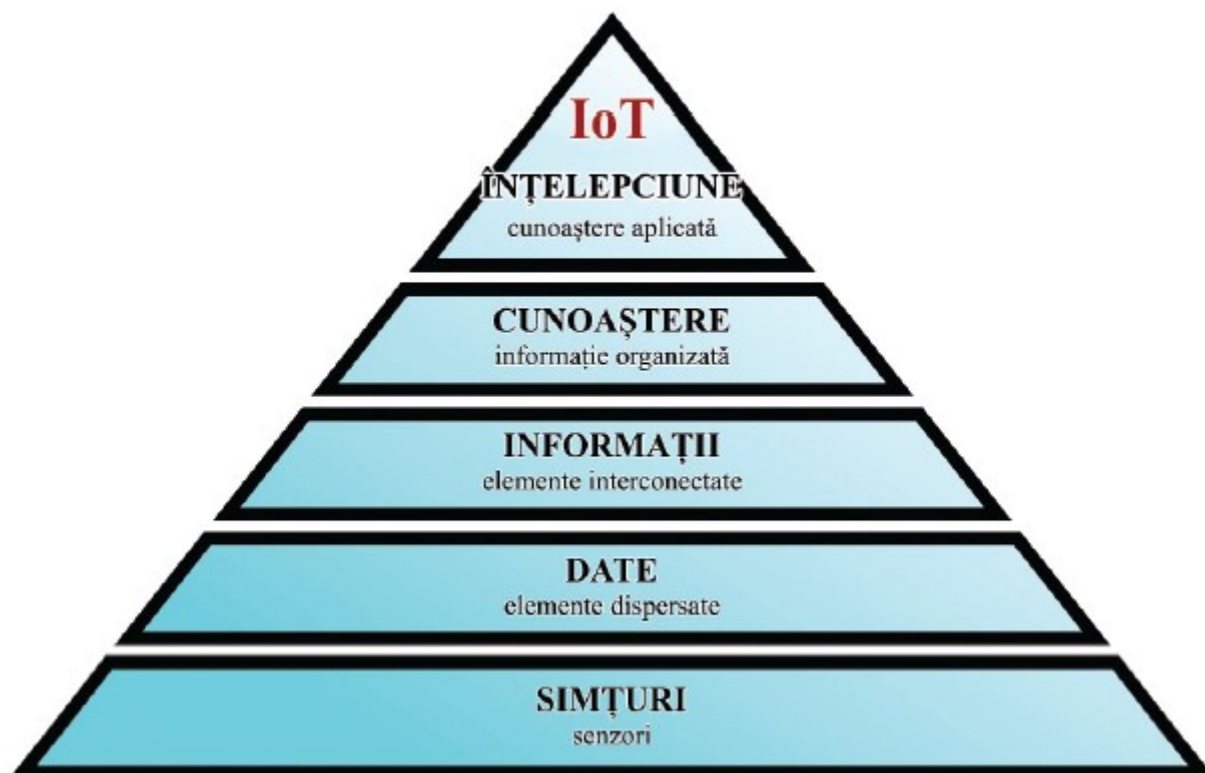 IoT
ÎNȚELEPCIUNE
cunoaștere aplicată
CUNOAȘTERE
informație organizată
INFORMAȚII
elemente interconectate
DATE
elemente dispersate
SIMȚURI
senzori